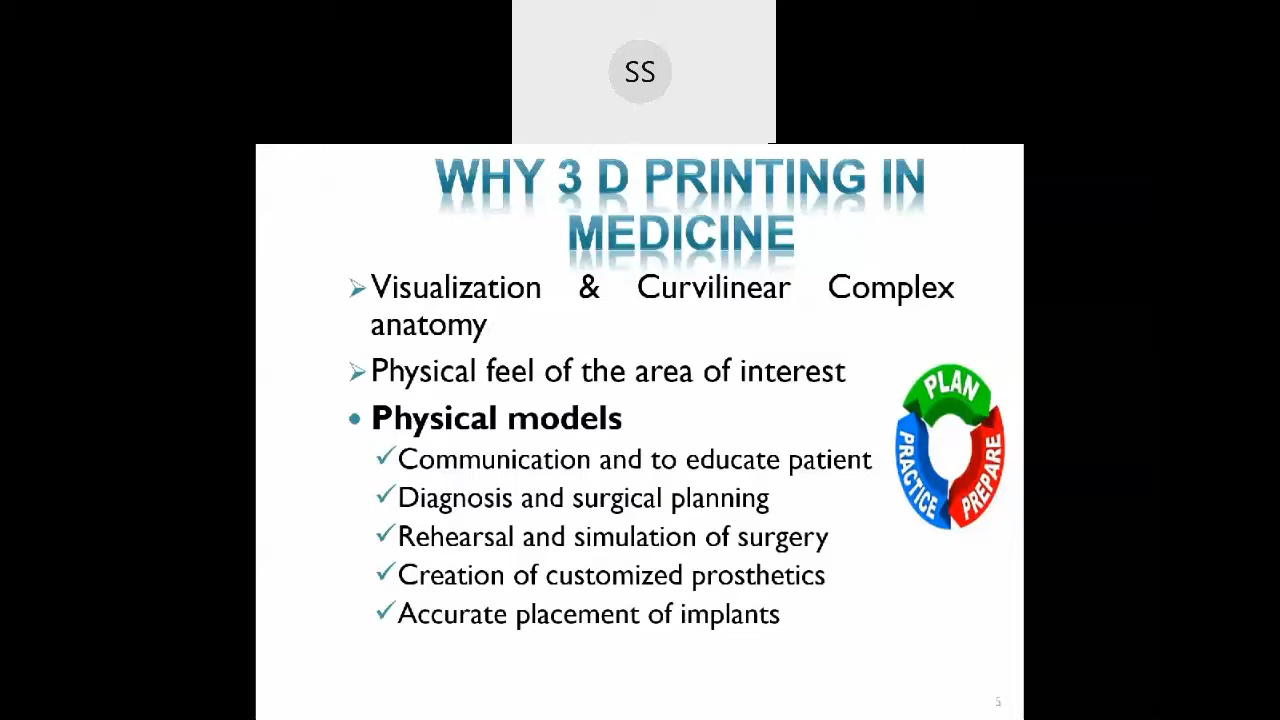 SS
WHY 3 D PRINTING IN
MEDICINE
Visualization & Curvilinear Complex
anatomy
Physical feel of the area of interest
Physical models
Communication and to educate patient
Diagnosis and surgical planning
Rehearsal and simulation of surgery
Creation of customized prosthetics
Accurate placement of implants
PLAN
PREPARE
PRACTICE
5